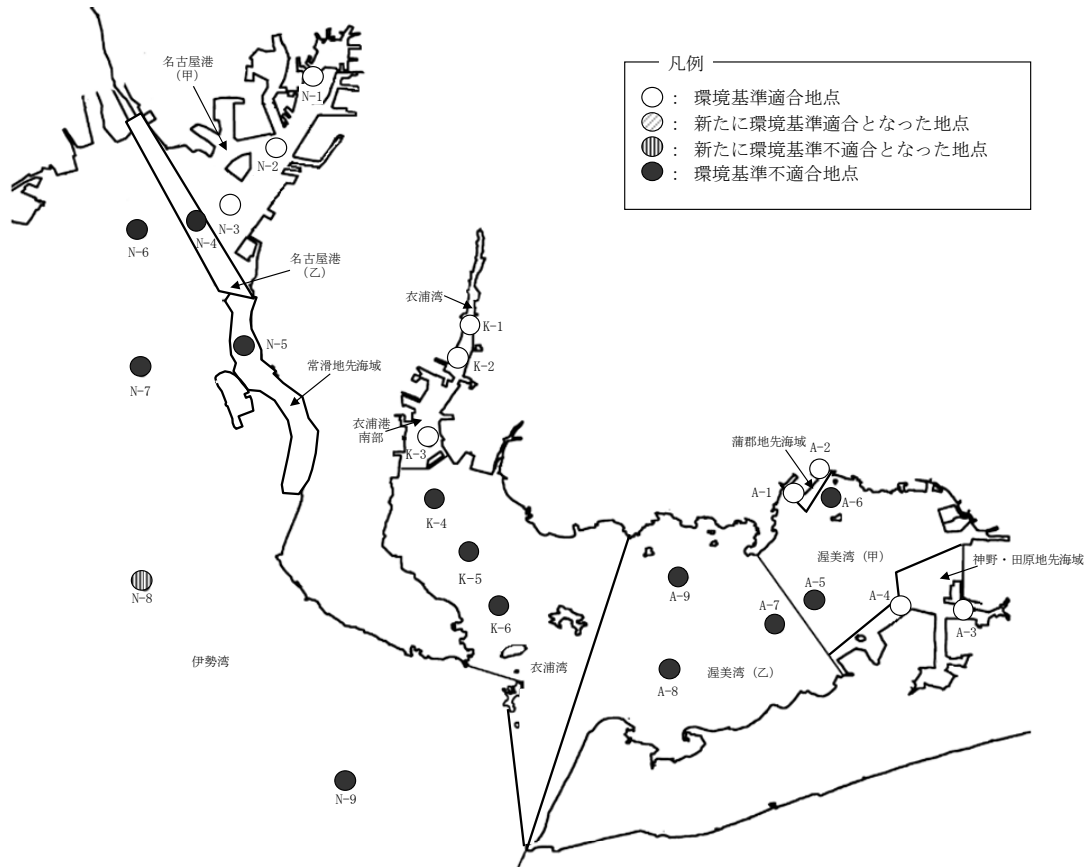 凡例
○ : 環境基準適合地点
: 新たに環境基準適合となった地点
: 新たに環境基準不適合となった地点
● : 環境基準不適合地点
名古屋港
(甲)
N-1
N-2
N-3
N-4
N-6
名古屋港
(乙)
N-5
N-7
常滑地先海域
衣浦湾
K-1
K-2
衣浦港
南部
K-3
K-4
K-5
K-6
蒲郡地先海域
A-2
A-1
A-6
渥美湾（甲）
神野・田原地先海域
A-5
A-4
A-3
A-9
A-7
A-8
渥美湾（乙）
衣浦湾
N-8
伊勢湾
N-9